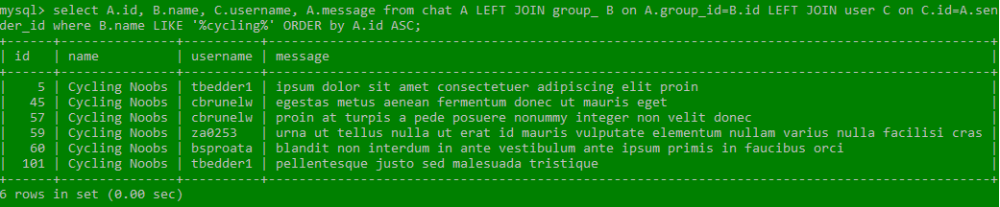 mysql> select A.id, B.name, C.username, A.message from chat A LEFT JOIN group_ B on A.group_id=B.id LEFT JOIN user C on C.id=A.sen
der_id where B.name LIKE '%cycling%' ORDER by A.id ASC;
+------+---------------+----------+----------------------------------------------------------------------------------------------+
| id | name | username | message |
+------+---------------+----------+----------------------------------------------------------------------------------------------+
| 5 | Cycling Noobs | tbedder1 | ipsum dolor sit amet consectetuer adipiscing elit proin |
| 45 | Cycling Noobs | cbrunelw | egestas metus aenean fermentum donec ut mauris eget |
| 57 | Cycling Noobs | cbrunelw | proin at turpis a pede posuere nonummy integer non velit donec |
| 59 | Cycling Noobs | za0253 | urna ut tellus nulla ut erat id mauris vulputate elementum nullam varius nulla facilisi cras |
| 60 | Cycling Noobs | bsproata | blandit non interdum in ante vestibulum ante ipsum primis in faucibus orci |
| 101 | Cycling Noobs | tbedder1 | pellentesque justo sed malesuada tristique |
+------+---------------+----------+----------------------------------------------------------------------------------------------+
6 rows in set (0.00 sec)